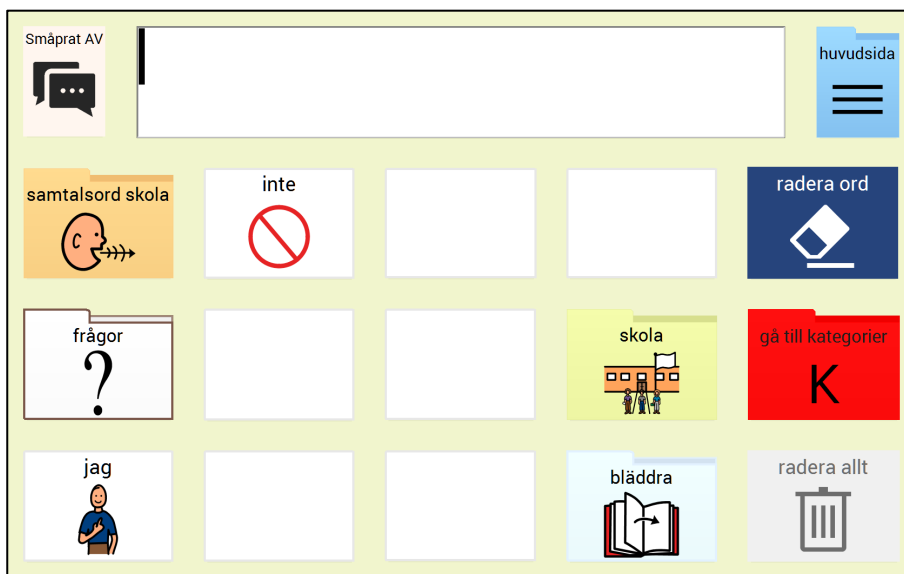 Småprat AV
huvudsida
samtalsord skola
inte
radera ord
frågor
?
skola
gå till kategorier
K
jag
bläddra
radera allt